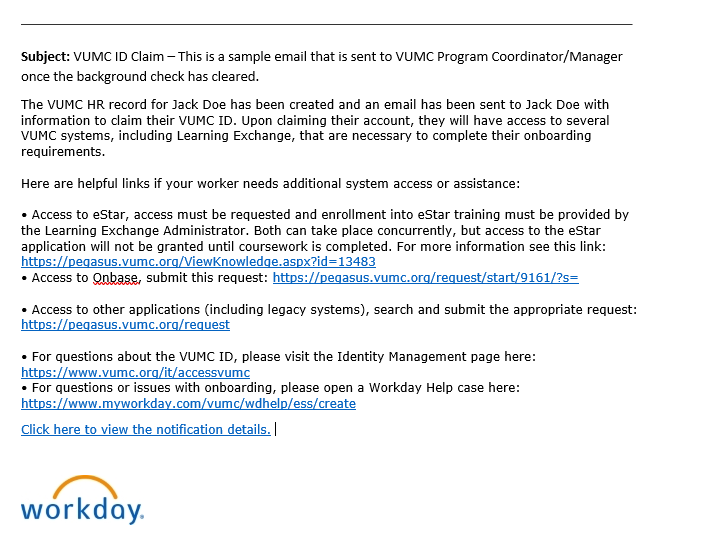 Subject: VUMC ID Claim – This is a sample email that is sent to VUMC Program Coordinator/Manager
once the background check has cleared.
The VUMC HR record for Jack Doe has been created and an email has been sent to Jack Doe with
information to claim their VUMC ID. Upon claiming their account, they will have access to several
VUMC systems, including Learning Exchange, that are necessary to complete their onboarding
requirements.
Here are helpful links if your worker needs additional system access or assistance:
• Access to eStar, access must be requested and enrollment into eStar training must be provided by
the Learning Exchange Administrator. Both can take place concurrently, but access to the eStar
application will not be granted until coursework is completed. For more information see this link:
https://pegasus.vumc.org/ViewKnowledge.aspx?id=13483
• Access to Onbase, submit this request: https://pegasus.vumc.org/request/start/9161/?s=
• Access to other applications (including legacy systems), search and submit the appropriate request:
https://pegasus.vumc.org/request
• For questions about the VUMC ID, please visit the Identity Management page here:
https://www.vumc.org/it/accessvumc
• For questions or issues with onboarding, please open a Workday Help case here:
https://www.myworkday.com/vumc/wdhelp/ess/create
Click here to view the notification details.
workday.